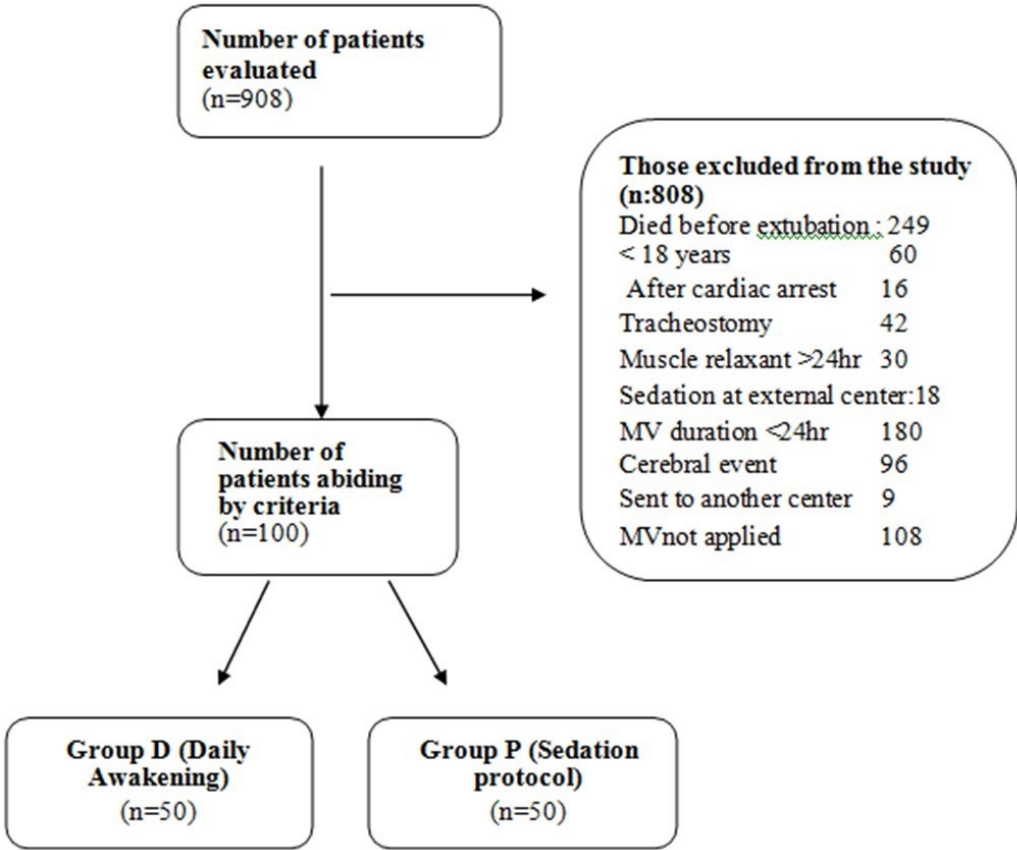 Number of patients
evaluated
(n=908)
Those excluded from the study
(n:808)
Died before extubation : 249
< 18 years 60
After cardiac arrest 16
Tracheostomy 42
Muscle relaxant >24hr 30
Sedation at external center:18
MV duration <24hr 180
Cerebral event 96
Sent to another center 9
MVnot applied 108
Number of
patients abiding
by criteria
(n=100)
Group D (Daily
Awakening)
(n=50)
Group P (Sedation
protocol)
(n=50)